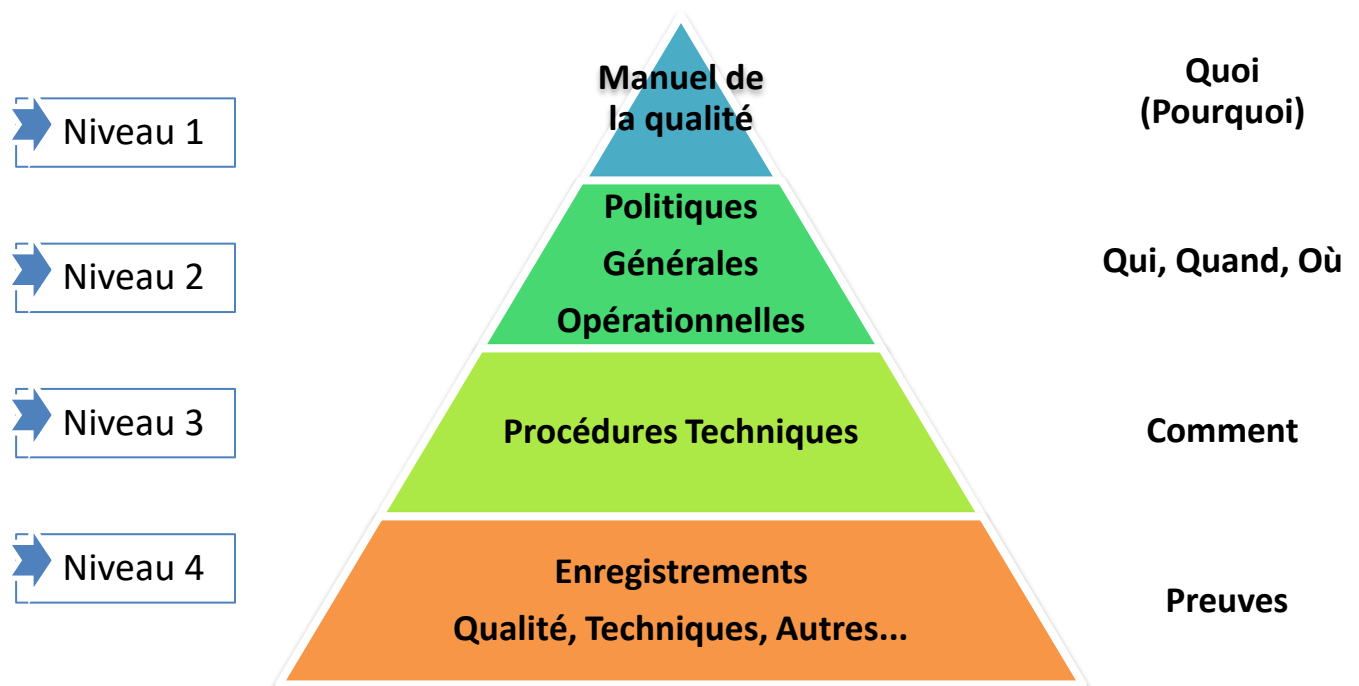 Niveau 1
Manuel de
la qualité
Quoi
(Pourquoi)
Niveau 2
Politiques
Générales
Opérationnelles
Qui, Quand, Où
Niveau 3
Procédures Techniques
Comment
Niveau 4
Enregistrements
Qualité, Techniques, Autres...
Preuves